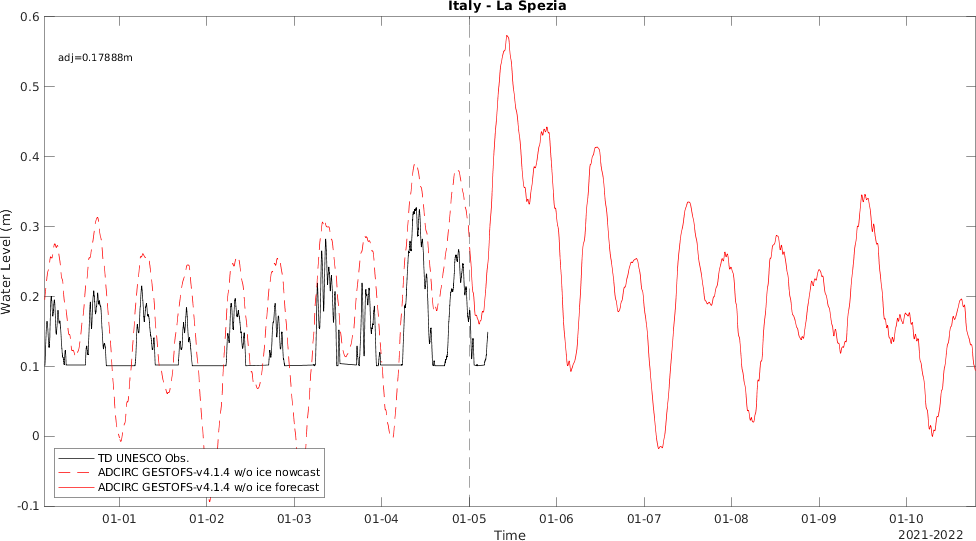 Italy - La Spezia
adj=0.17888m
0.6
0.5
0.4
0.3
0.2
0.1
0
-0.1
Water Level (m)
TD UNESCO Obs.
ADCIRC GESTOFS-v4.1.4 w/o ice nowcast
ADCIRC GESTOFS-v4.1.4 w/o ice forecast
01-01 01-02 01-03 01-04 01-05 01-06 01-07 01-08 01-09 01-10
Time
2021-2022